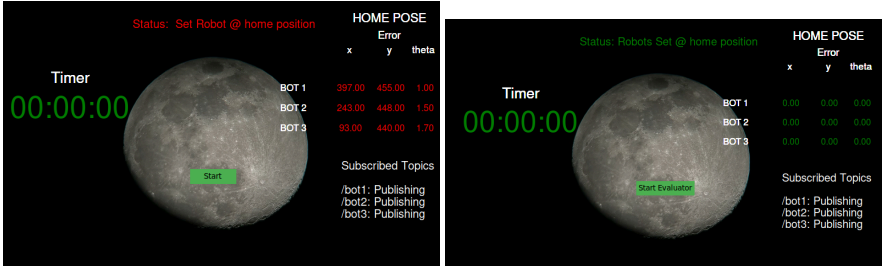 Status: Set Robot @ home position
HOME POSE
Error
x y theta
Timer
00:00:00
BOT 1 397.00 455.00 1.00
BOT 2 243.00 448.00 1.50
BOT 3 93.00 440.00 1.70
Start
Subscribed Topics
/bot1: Publishing
/bot2: Publishing
/bot3: Publishing
Status: Robots Set @ home position
HOME POSE
Error
x y theta
Timer
00:00:00
BOT 1 0.00 0.00 0.00
BOT 2 0.00 0.00 0.00
BOT 3 0.00 0.00 0.00
Start Evaluator
Subscribed Topics
/bot1: Publishing
/bot2: Publishing
/bot3: Publishing